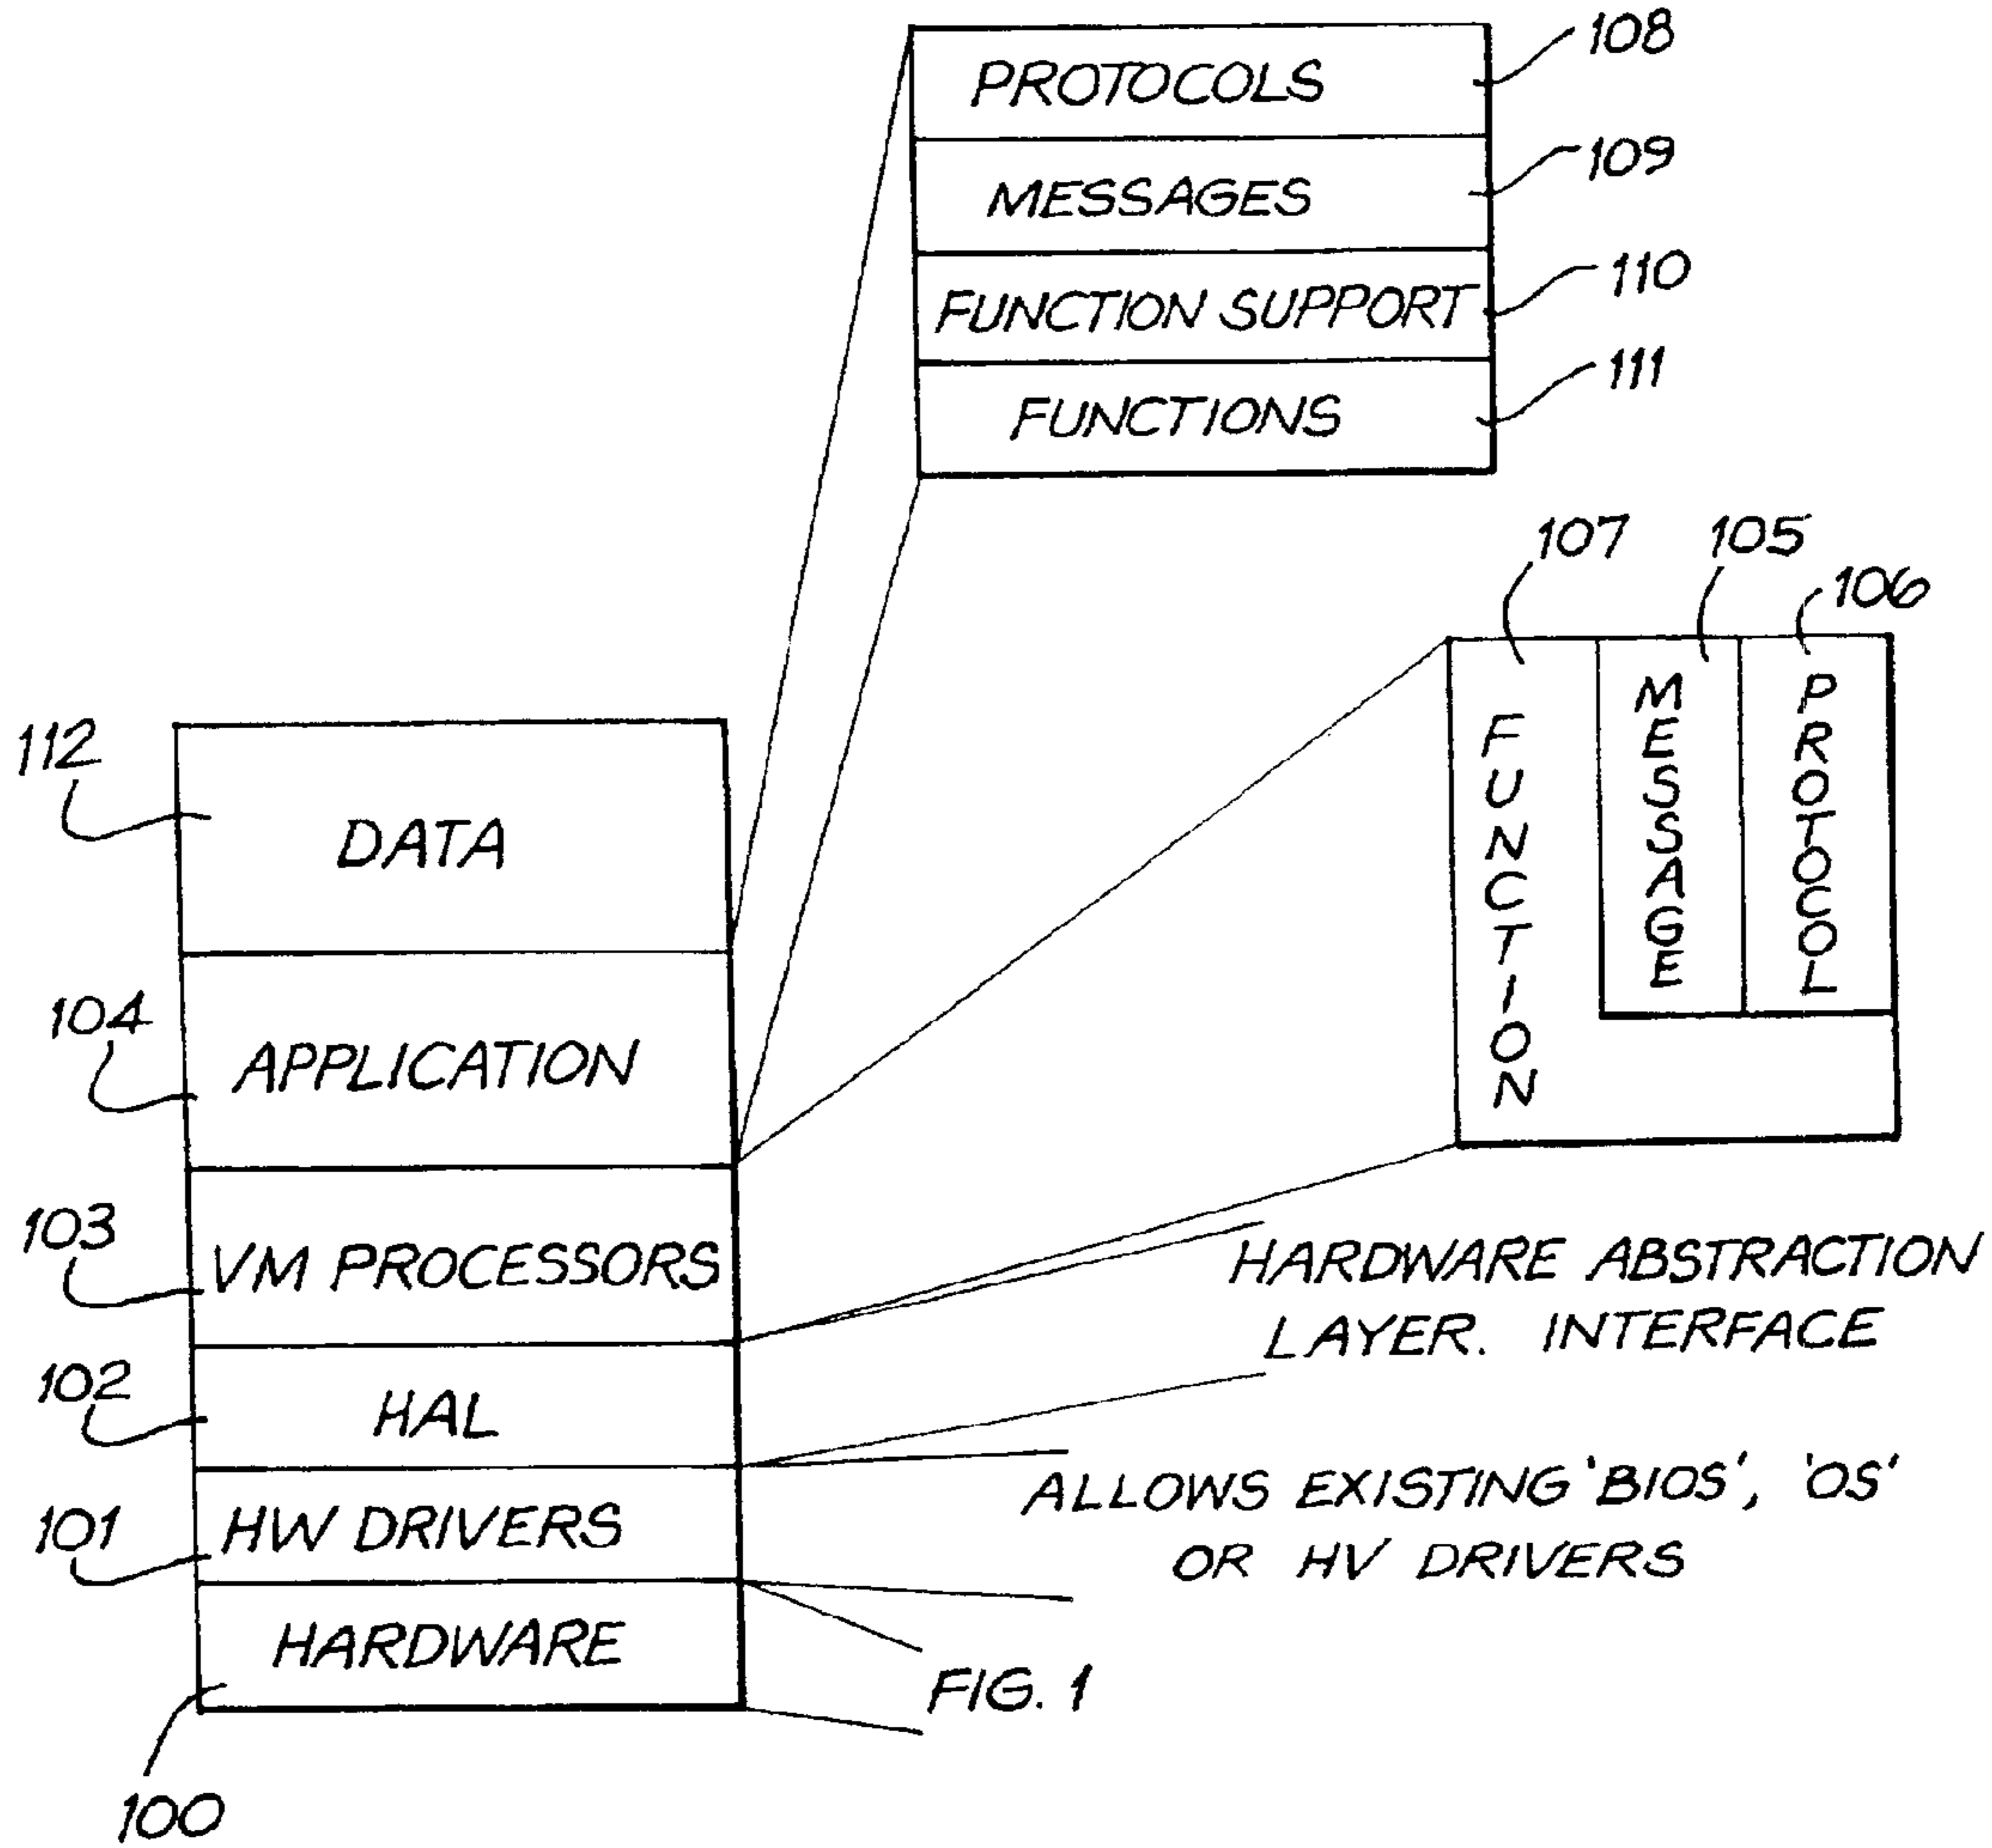 108
PROTOCOLS
109
MESSAGES
110
FUNCTION SUPPORT
111
FUNCTIONS
107
105
106
FUNCTION
MESSAGE
PROTOCOL
112
DATA
104
APPLICATION
103
VM PROCESSORS
HARDWARE ABSTRACTION
LAYER. INTERFACE
102
HAL
ALLOWS EXISTING 'BIOS', 'OS'
OR HV DRIVERS
101
HW DRIVERS
HARDWARE
FIG. 1
100